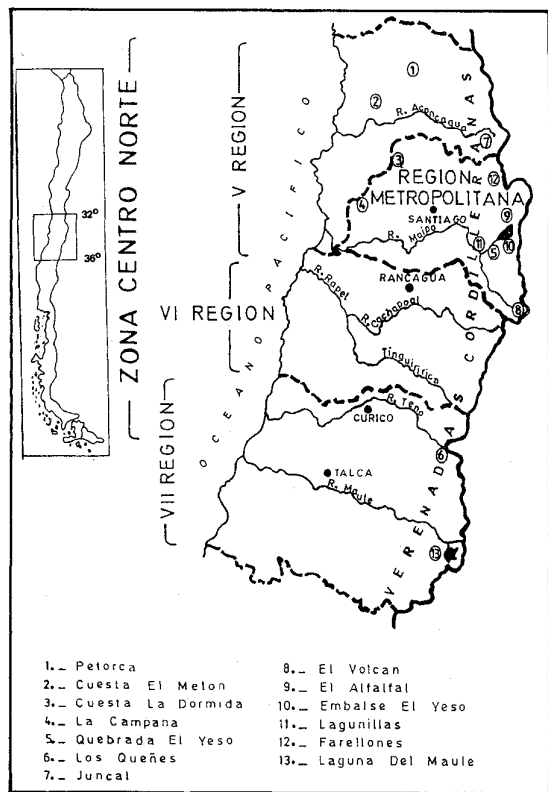 ZONA CENTRO NORTE
32°
36°
V REGION
VI REGION
VII REGION
OCEANO PACIFICO
VERENADAS CORDILLERANAS
1
2
R. Aconcagua
7
3
REGION
METROPOLITANA
12
4
SANTIAGO
9
R. Maipo
11
5
10
RANCAGUA
R. Rapel
R. Cachapoal
8
Tinguiririca
R. Teno
CURICO
6
TALCA
R. Maule
13
1._ Petorca
2._ Cuesta El Melon
3._ Cuesta La Dormida
4._ La Campana
5._ Quebrada El Yeso
6._ Los Queñes
7._ Juncal
8._ El Volcan
9._ El Alfalfal
10._ Embalse El Yeso
11._ Lagunillas
12._ Farellones
13._ Laguna Del Maule